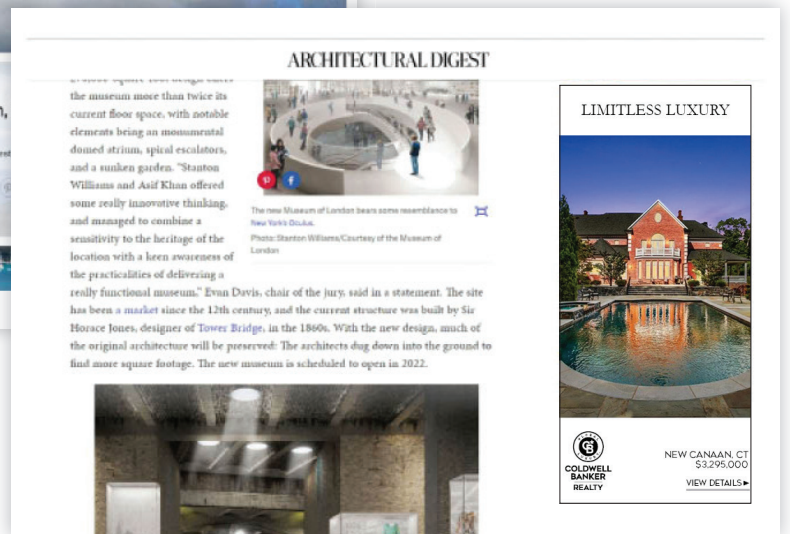 ARCHITECTURAL DIGEST
the museum more than twice its
current floor space, with notable
elements being an monumental
domed atrium, spiral escalators,
and a sunken garden. "Stanton
Williams and Asif Khan offered
some really innovative thinking,
and managed to combine a
sensitivity to the heritage of the
location with a keen awareness of
the practicalities of delivering a
really functional museum," Evan Davis, chair of the jury, said in a statement. The site
has been a market since the 12th century, and the current structure was built by Sir
Horace Jones, designer of Tower Bridge, in the 1860s. With the new design, much of
the original architecture will be preserved: The architects dug down into the ground to
find more square footage. The new museum is scheduled to open in 2022.
The new Museum of London bears some resemblance to
New York's Oculus.
Photo: Stanton Williams/Courtesy of the Museum of
London
LIMITLESS LUXURY
COLDWELL
BANKER
REALTY
NEW CANAAN, CT
$3,295,000
VIEW DETAILS